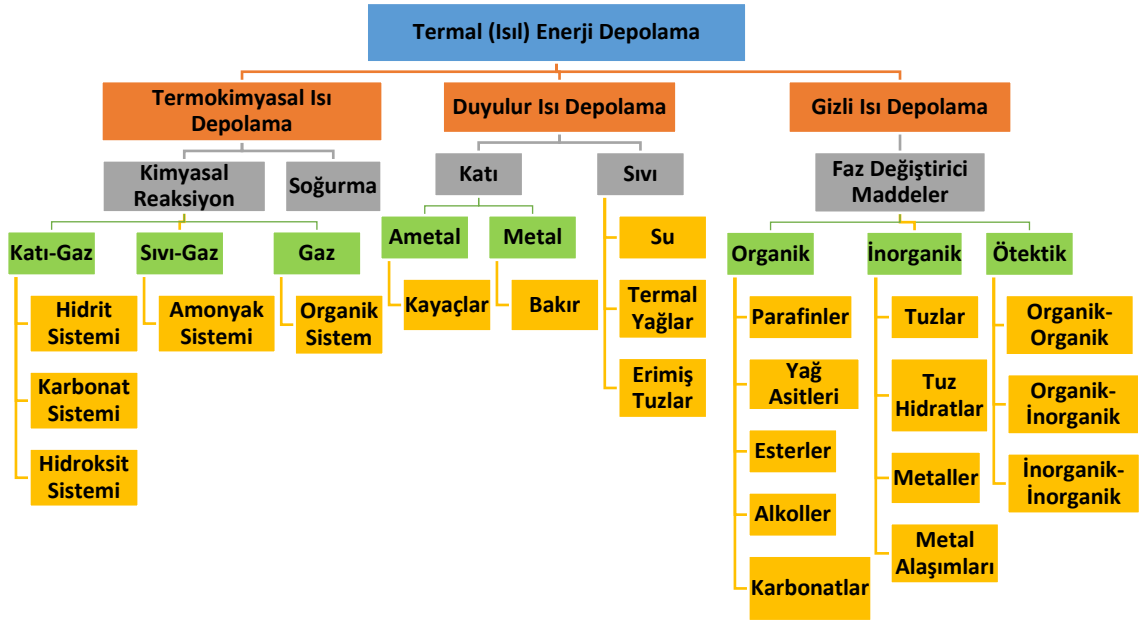 Termal (Isıl) Enerji Depolama
Termokimyasal Isı
Depolama
Duyulur Isı Depolama
Gizli Isı Depolama
Kimyasal
Reaksiyon
Soğurma
Katı
Sıvı
Faz Değiştirici
Maddeler
Katı-Gaz
Sıvı-Gaz
Gaz
Ametal
Metal
Su
Organik
İnorganik
Ötektik
Hidrit
Sistemi
Amonyak
Sistemi
Organik
Sistem
Kayaçlar
Bakır
Termal
Yağlar
Parafinler
Tuzlar
Organik-
Organik
Karbonat
Sistemi
Erimiş
Tuzlar
Yağ
Asitleri
Tuz
Hidratlar
Organik-
İnorganik
Hidroksit
Sistemi
Esterler
Metaller
İnorganik-
İnorganik
Alkoller
Metal
Alaşımları
Karbonatlar